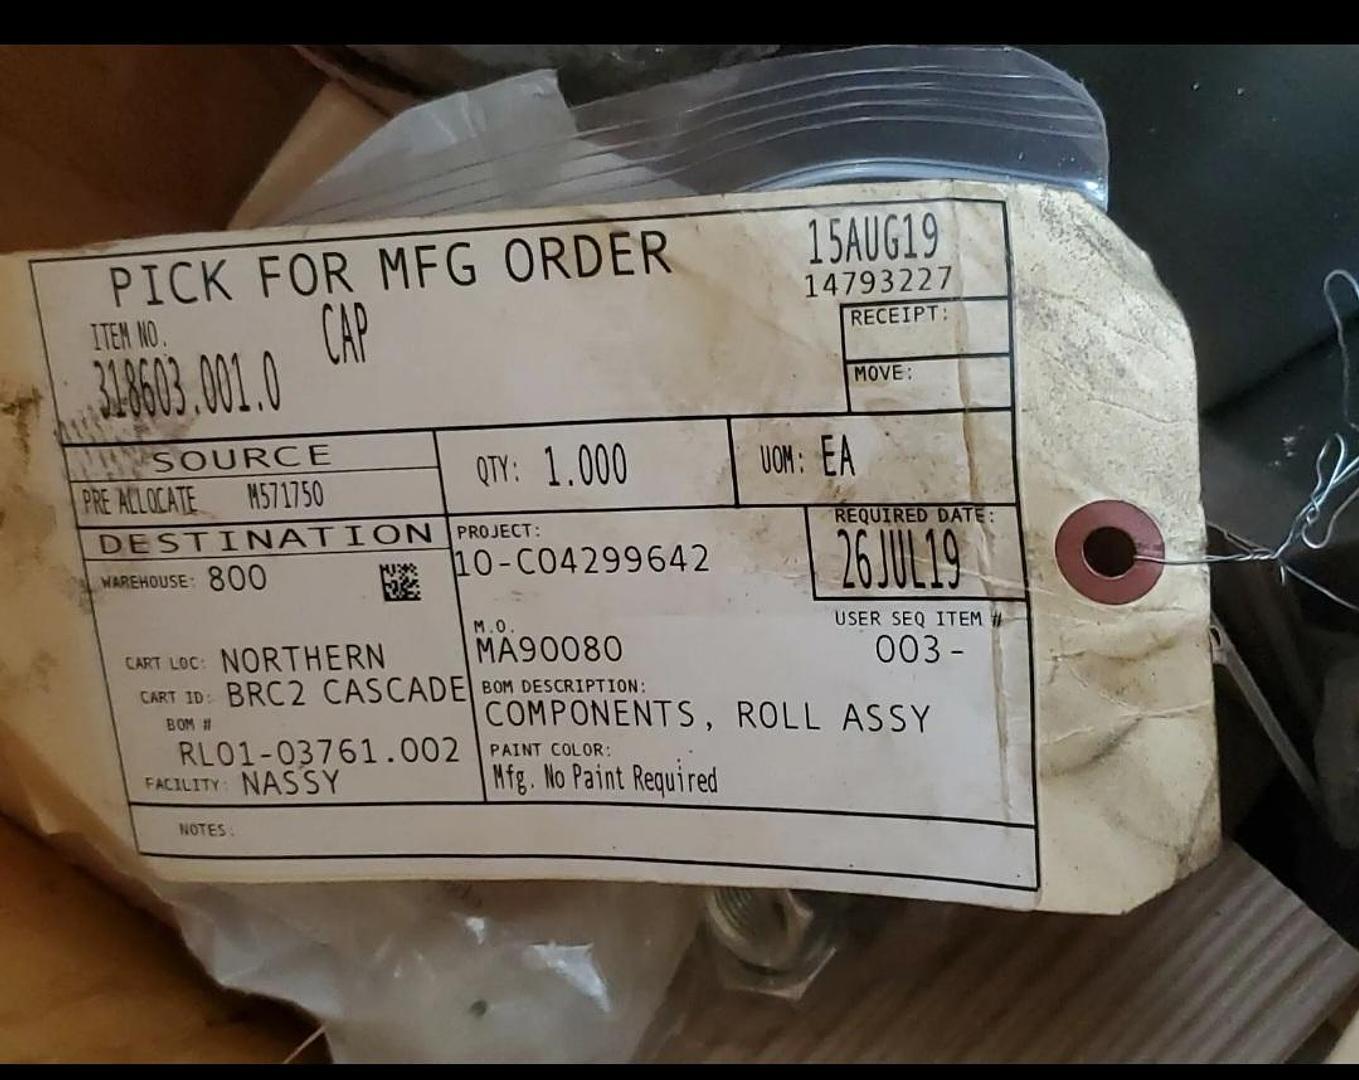 PICK FOR MFG ORDER
15AUG19
14793227
ITEM NO.
CAP
318603.001.0
RECEIPT:
MOVE:
SOURCE
PRE ALLOCATE M571750
QTY: 1.000
UOM: EA
DESTINATION
WAREHOUSE: 800
PROJECT:
10-C04299642
REQUIRED DATE:
26JUL19
CART LOC: NORTHERN
CART ID: BRC2 CASCADE
BOM #
RL01-03761.002
FACILITY: NASSY
M.O.
MA90080
USER SEQ ITEM #
003-
BOM DESCRIPTION:
COMPONENTS, ROLL ASSY
PAINT COLOR:
Mfg. No Paint Required
NOTES: